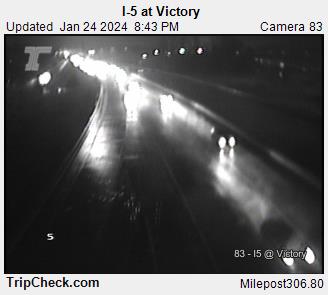 I-5 at Victory
Updated Jan 24 2024 8:43 PM Camera 83
T
S
83 - I5 @ Victory
TripCheck.com Milepost306.80